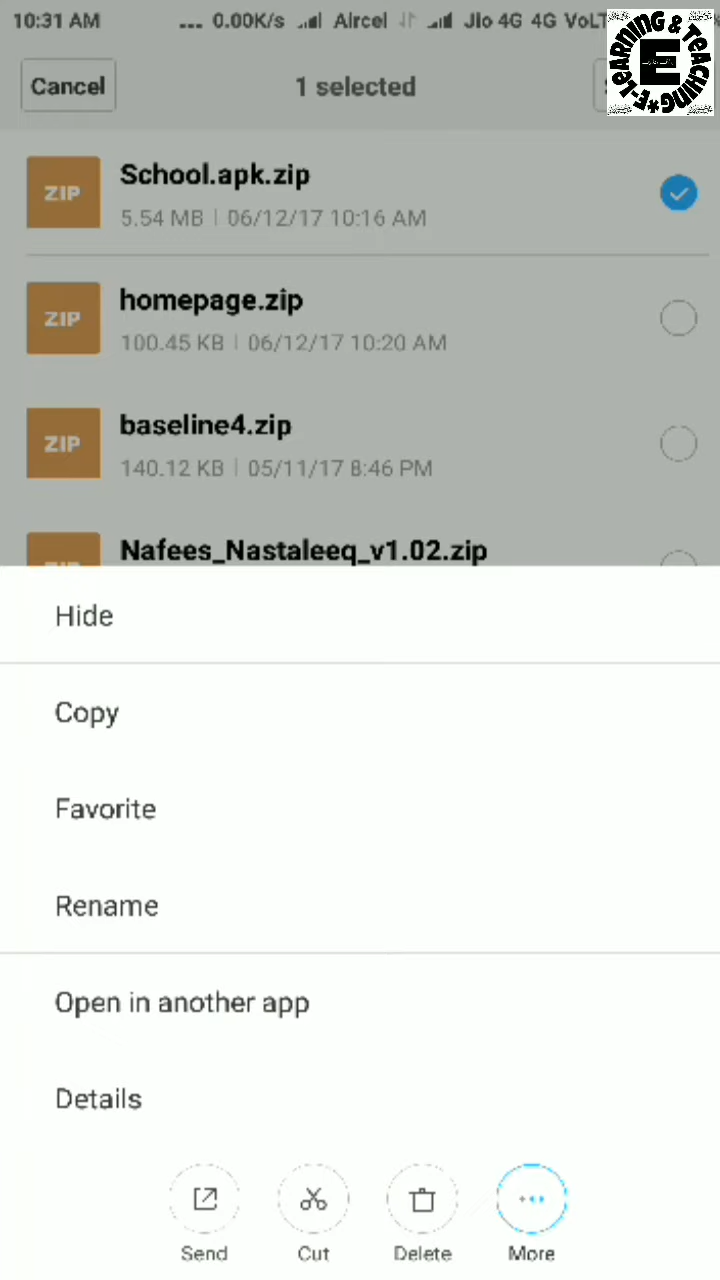 10:31 AM ... 0.00K/s Aircel Jio 4G 4G VoLT
Cancel
1 selected
E-LeARNING & TeACHING*
E
ZIP
School.apk.zip
5.54 MB | 06/12/17 10:16 AM
ZIP
homepage.zip
100.45 KB | 06/12/17 10:20 AM
ZIP
baseline4.zip
140.12 KB | 05/11/17 8:46 PM
ZIP
Nafees_Nastaleeq_v1.02.zip
Hide
Copy
Favorite
Rename
Open in another app
Details
Send
Cut
Delete
More